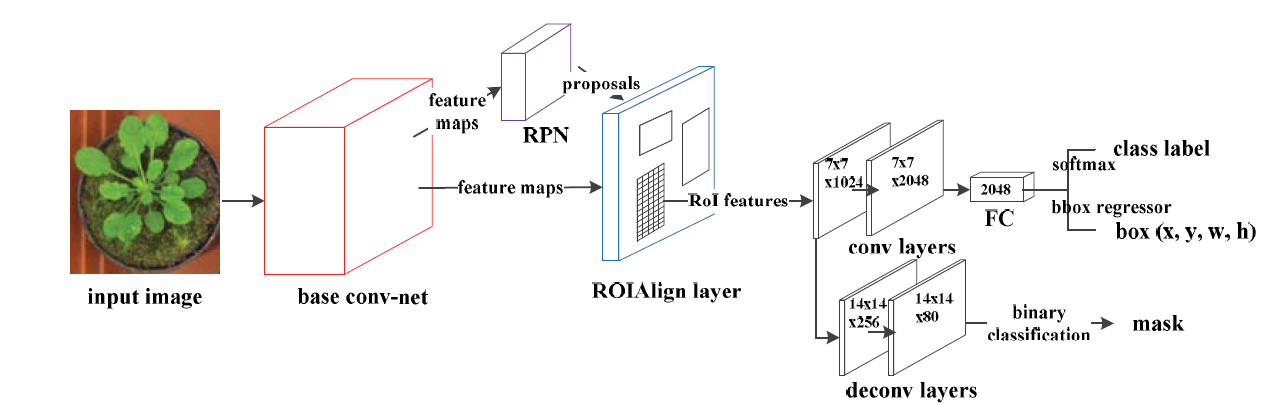 input image
base conv-net
feature
maps
RPN
proposals
feature maps
ROIAlign layer
RoI features
7x7
x1024
7x7
x2048
conv layers
2048
FC
softmax
class label
bbox regressor
box (x, y, w, h)
14x14
x256
14x14
x80
deconv layers
binary
classification
mask